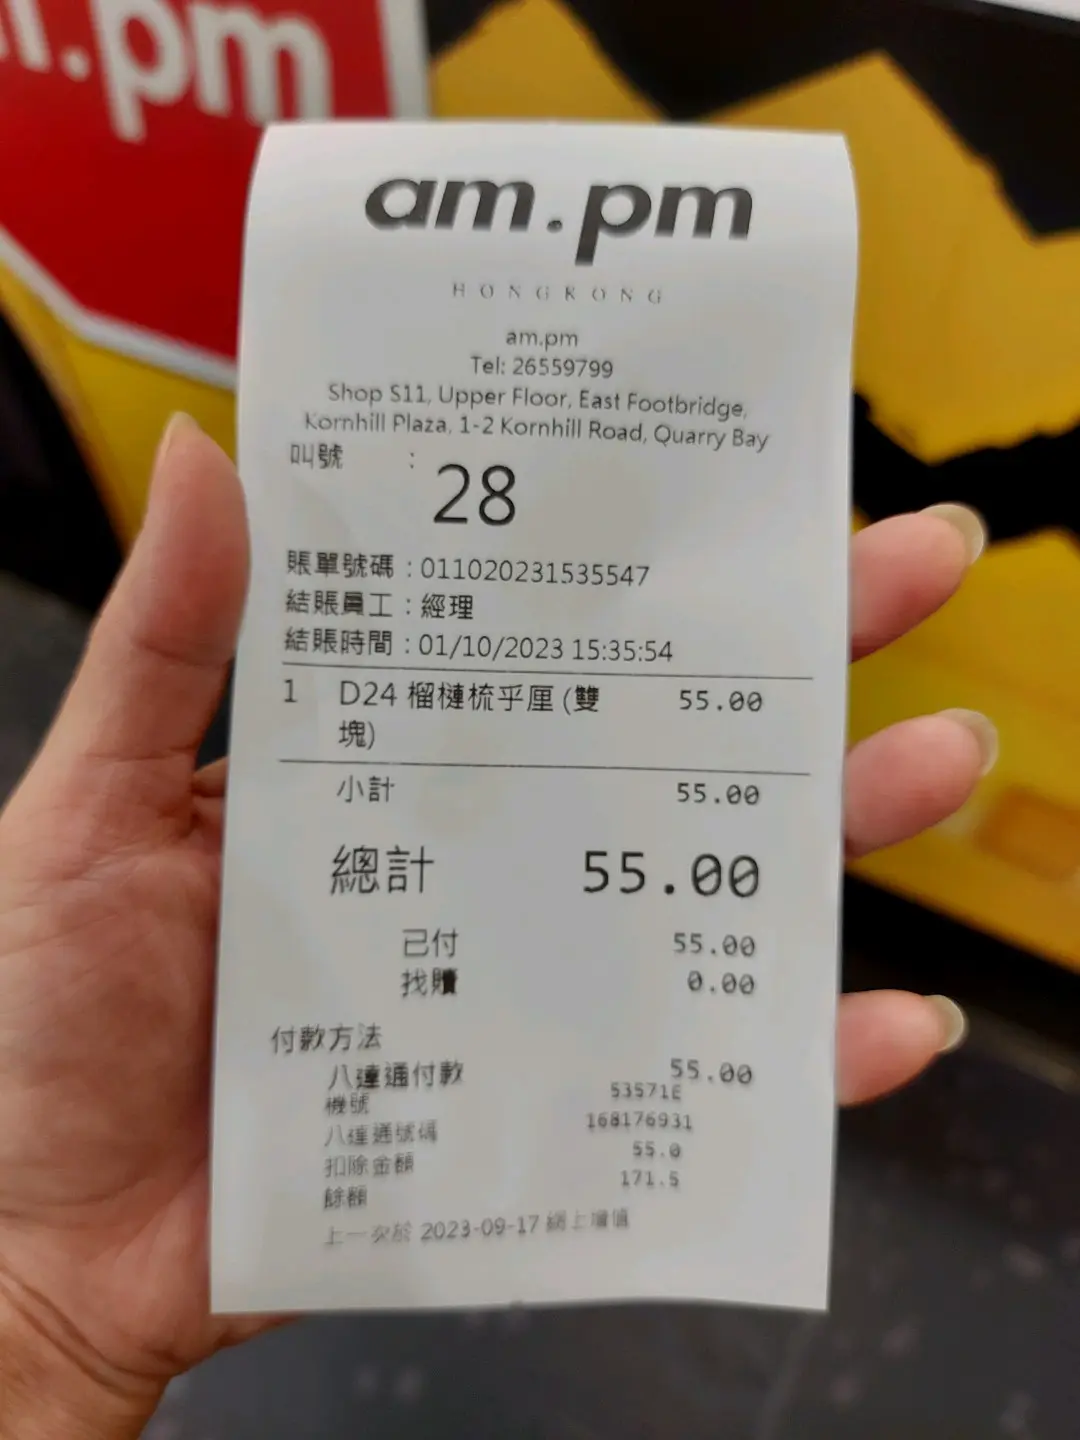 .pm
am.pm
HONGKONG
am.pm
Tel: 26559799
Shop S11, Upper Floor, East Footbridge,
Kornhill Plaza, 1-2 Kornhill Road, Quarry Bay
叫號 : 28
賬單號碼 : 011020231535547
結賬員工 : 經理
結賬時間 : 01/10/2023 15:35:54
1 D24 榴槤梳乎厘 (雙 55.00
塊)
小計 55.00
總計 55.00
已付 55.00
找贖 0.00
付款方法
八達通付款 55.00
機號 53571E
八達通號碼 168176931
扣除金額 55.0
餘額 171.5
上一次於 2023-09-17 網上增值